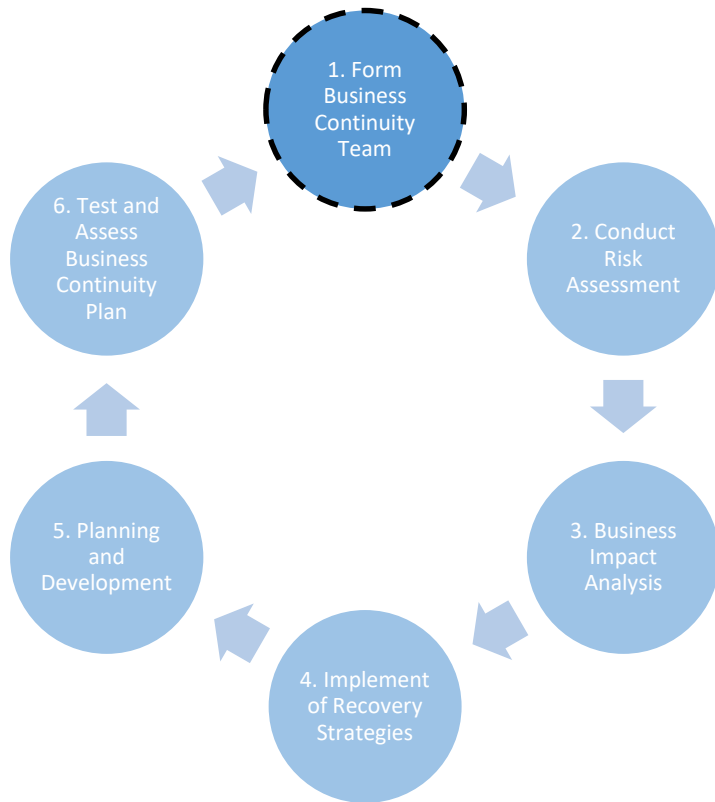 1. Form
Business
Continuity
Team
2. Conduct
Risk
Assessment
3. Business
Impact
Analysis
4. Implement
of Recovery
Strategies
5. Planning
and
Development
6. Test and
Assess
Business
Continuity
Plan